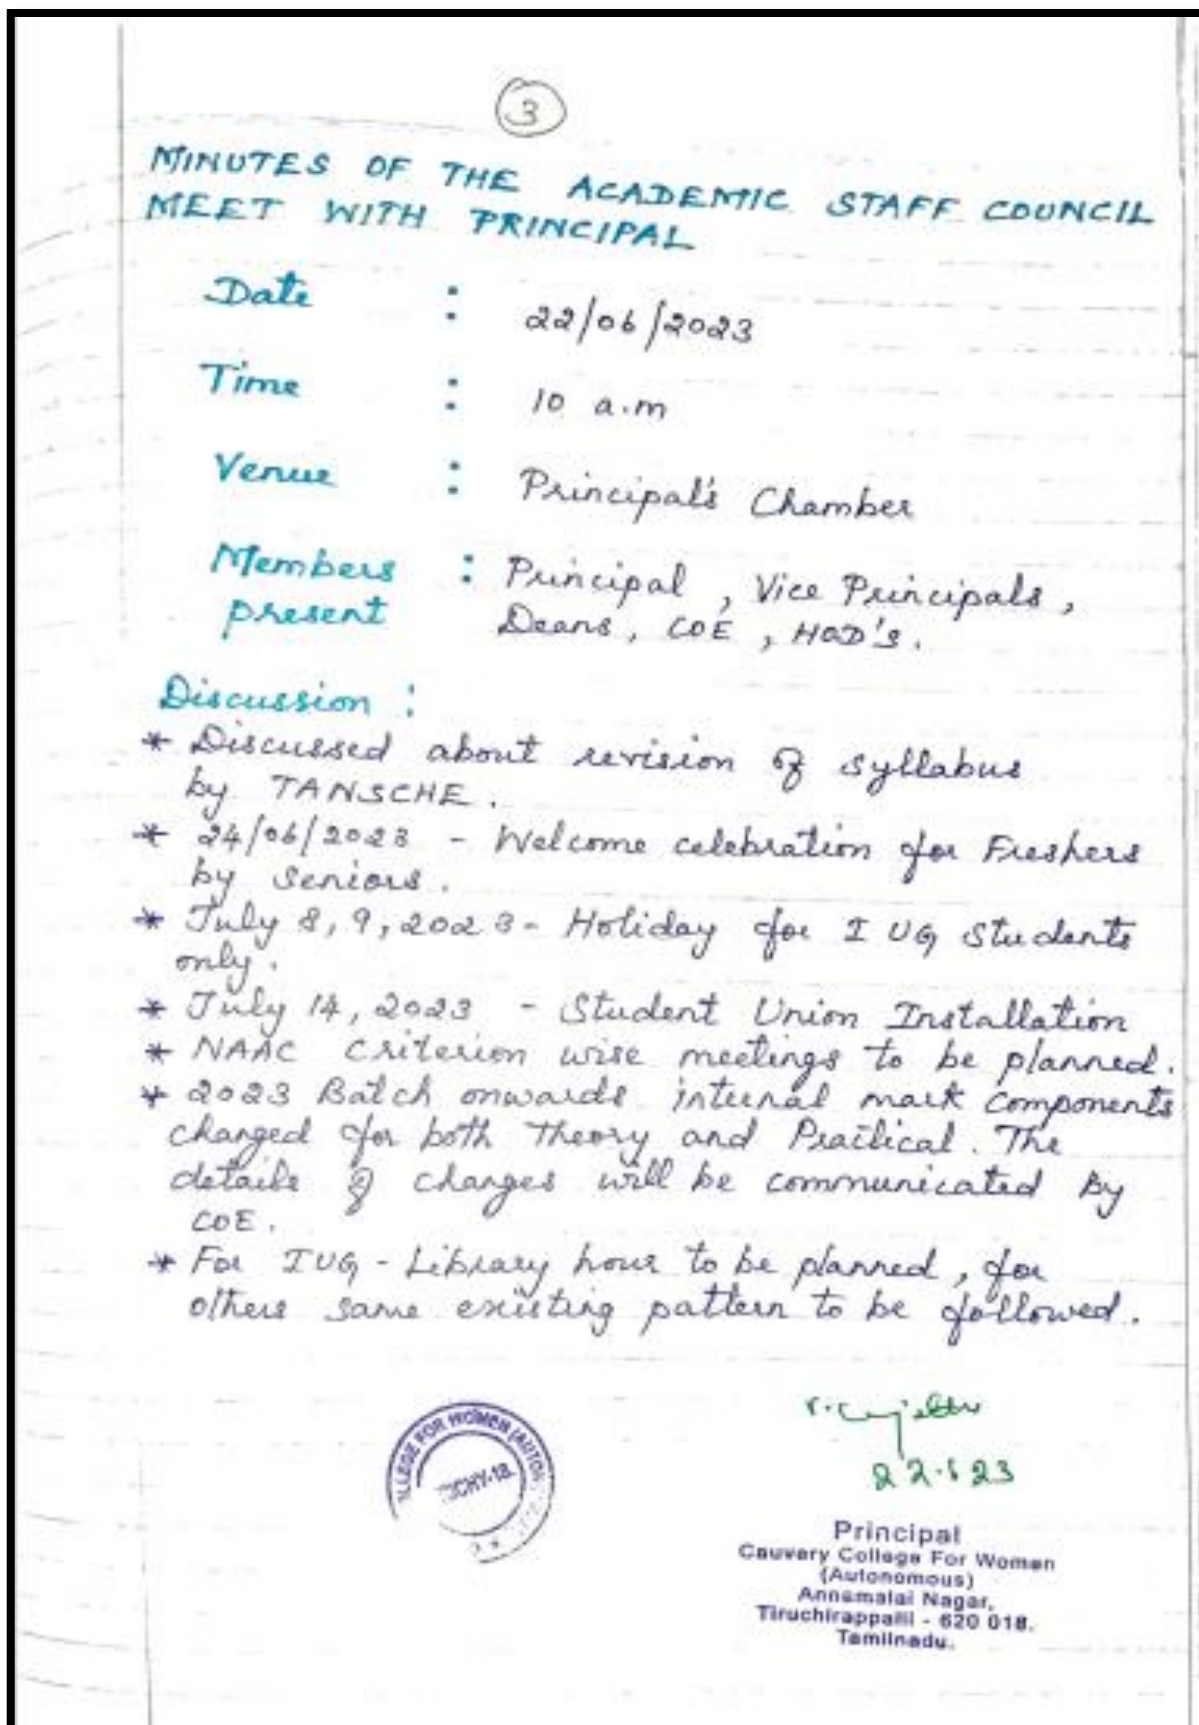 3
MINUTES OF THE ACADEMIC STAFF COUNCIL
MEET WITH PRINCIPAL
Date : 22/06/2023
Time : 10 a.m
Venue : Principal's Chamber
Members : Principal, Vice Principals,
present Deans, COE, HOD's.
Discussion :
* Discussed about revision of syllabus
by TANSCHE.
* 24/06/2023 - Welcome celebration for Freshers
by seniors.
* July 8, 9, 2023 - Holiday for I UG Students
only.
* July 14, 2023 - Student Union Installation
* NAAC Criterion wise meetings to be planned.
* 2023 Batch onwards internal mark components
changed for both Theory and Practical. The
details of changes will be communicated by
COE.
* For I UG - Library hour to be planned, for
others same existing pattern to be followed.
LLEGE FOR WOMEN (AUTON
CHY-18.
Principal
Cauvery College For Women
(Autonomous)
Annamalai Nagar,
Tiruchirappalli - 620 018.
Tamilnadu.